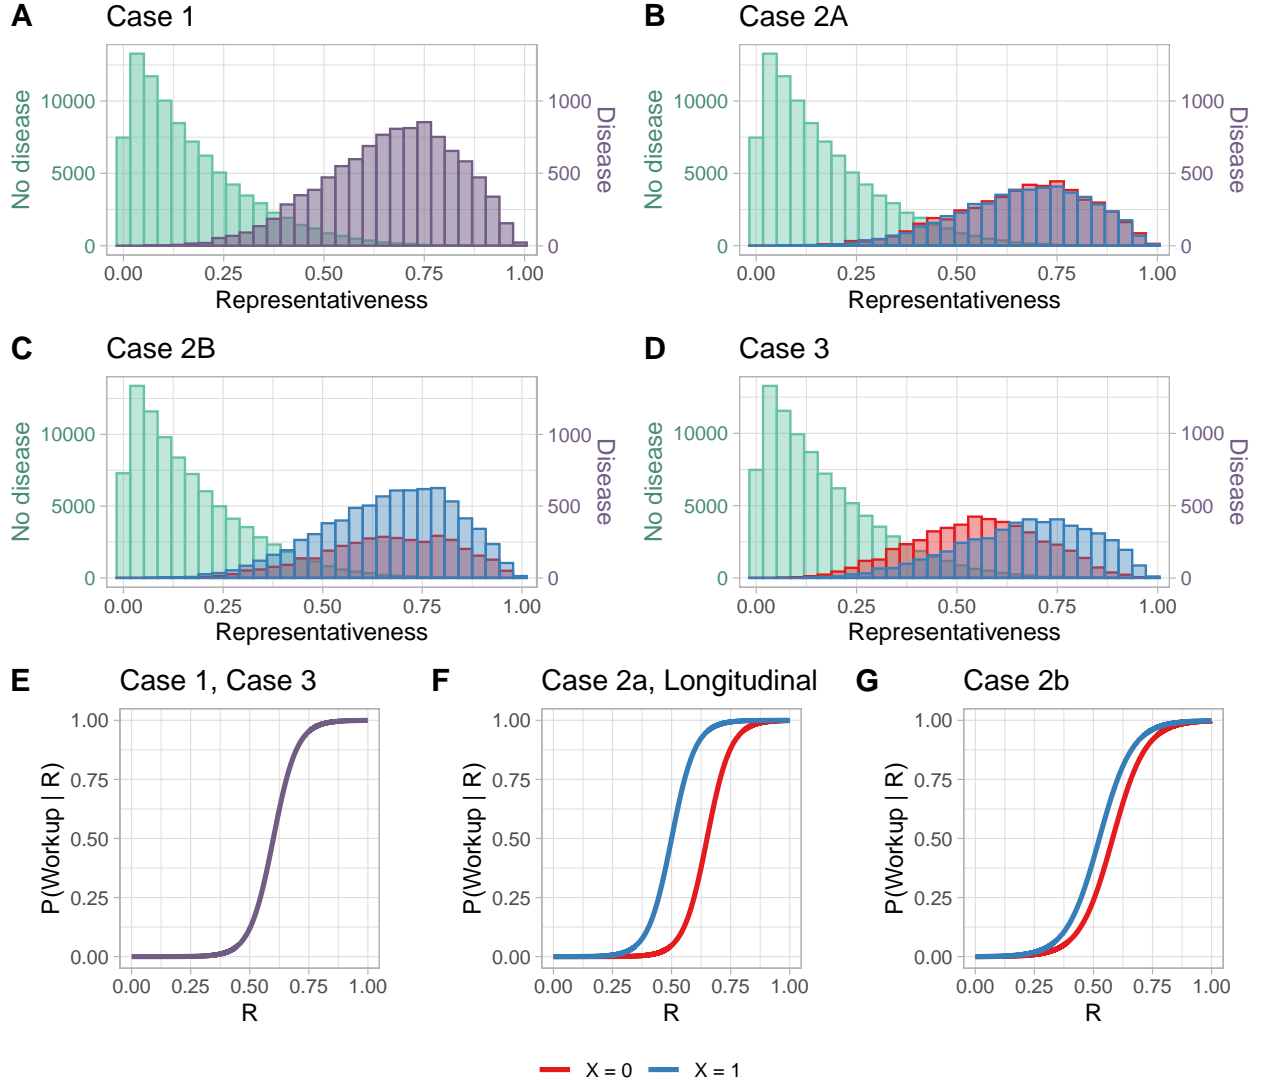 A Case 1
No disease
10000
5000
0
1000
500
0
Disease
0.00 0.25 0.50 0.75 1.00
Representativeness
B Case 2A
No disease
10000
5000
0
1000
500
0
Disease
0.00 0.25 0.50 0.75 1.00
Representativeness
C Case 2B
No disease
10000
5000
0
1000
500
0
Disease
0.00 0.25 0.50 0.75 1.00
Representativeness
D Case 3
No disease
10000
5000
0
1000
500
0
Disease
0.00 0.25 0.50 0.75 1.00
Representativeness
E Case 1, Case 3
P(Workup | R)
1.00
0.75
0.50
0.25
0.00
0.00 0.25 0.50 0.75 1.00
R
F Case 2a, Longitudinal
P(Workup | R)
1.00
0.75
0.50
0.25
0.00
0.00 0.25 0.50 0.75 1.00
R
G Case 2b
P(Workup | R)
1.00
0.75
0.50
0.25
0.00
0.00 0.25 0.50 0.75 1.00
R
X = 0 X = 1